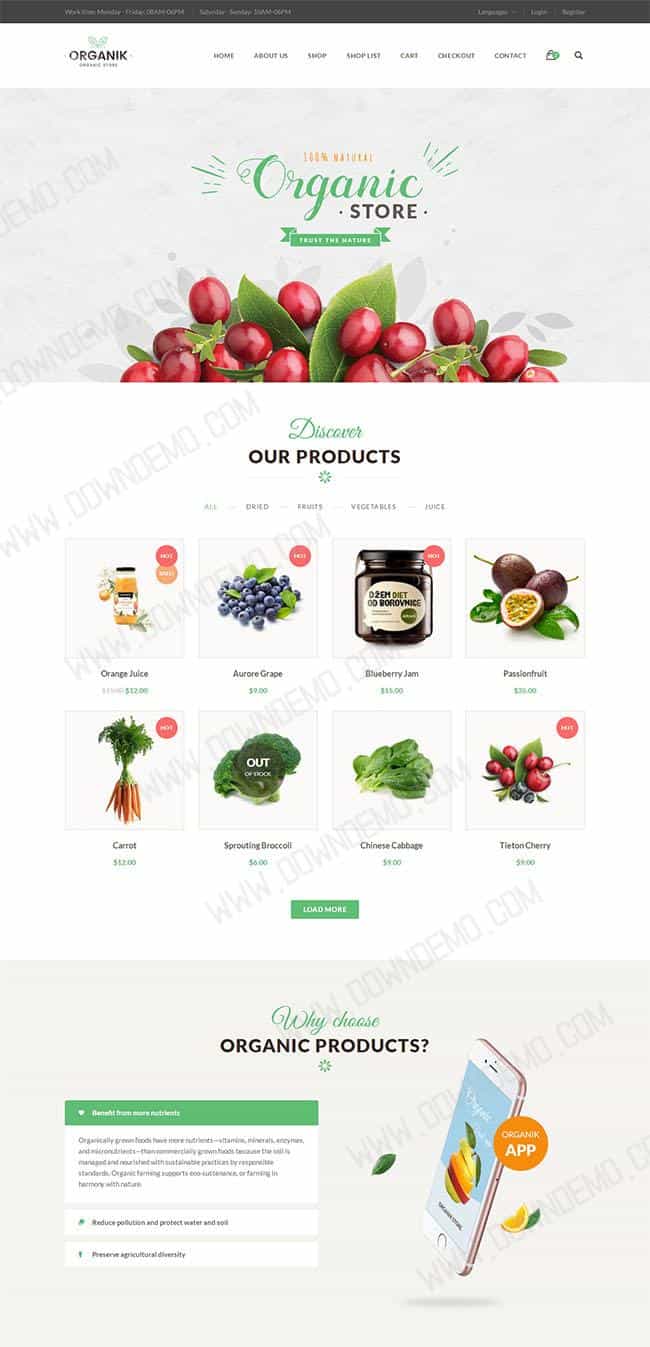 Work time: Monday - Friday: 08AM-06PM
Saturday - Sunday: 10AM-06PM
Languages
Login
Register
ORGANIK
ORGANIC STORE
HOME
ABOUT US
SHOP
SHOP LIST
CART
CHECKOUT
CONTACT
100% NATURAL
Organic
· STORE ·
TRUST THE NATURE
Discover
OUR PRODUCTS
ALL
DRIED
FRUITS
VEGETABLES
JUICE
HOT
HOT
HOT
DŽEM DIET
OD BOROVNICE
Orange Juice
Aurore Grape
Blueberry Jam
Passionfruit
$12.00
$9.00
$15.00
$35.00
HOT
OUT
OF STOCK
HOT
Carrot
Sprouting Broccoli
Chinese Cabbage
Tieton Cherry
$12.00
$6.00
$9.00
$9.00
LOAD MORE
Why choose
ORGANIC PRODUCTS?
Benefit from more nutrients
Organically grown foods have more nutrients—vitamins, minerals, enzymes,
and micronutrients—than commercially grown foods because the soil is
managed and nourished with sustainable practices by responsible
standards. Organic farming supports eco-sustenance, or farming in
harmony with nature.
Reduce pollution and protect water and soil
Preserve agricultural diversity
Organic
ORGANIK STORE
ORGANIK
APP
WWW.DOWNDEMO.COM